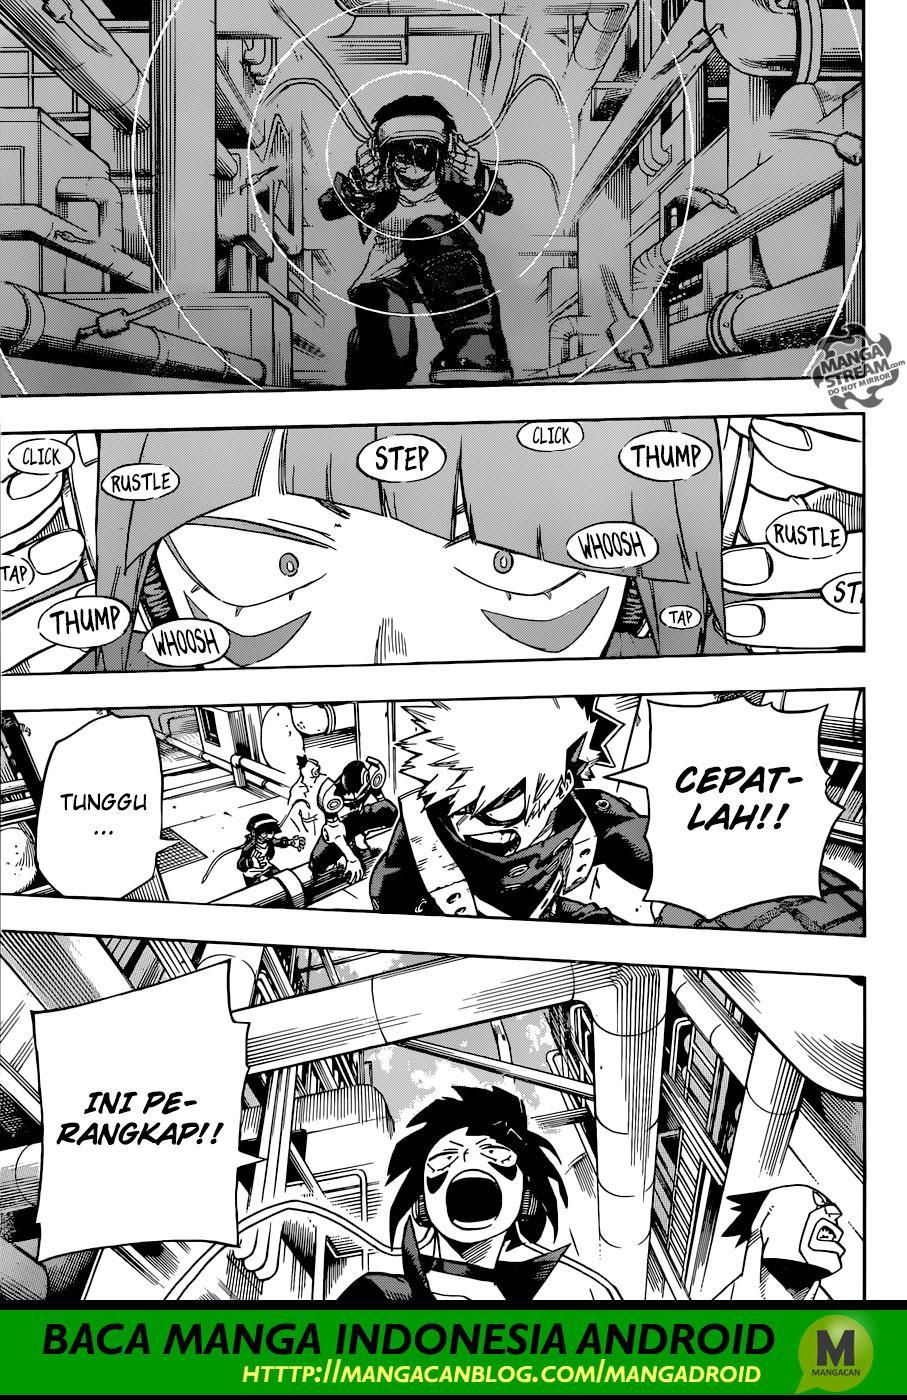 MANGA
STREAM.com
DO NOT MIRROR
CLICK
RUSTLE
STEP
CLICK
THUMP
WHOOSH
RUSTLE
TAP
THUMP
WHOOSH
TAP
ST
CEPAT-
LAH!!
TUNGGU
...
INI PE-
RANGKAP!!
BACA MANGA INDONESIA ANDROID
HTTTP://MANGACANBLOG.COM/MANGADROID
M
MANGACAN